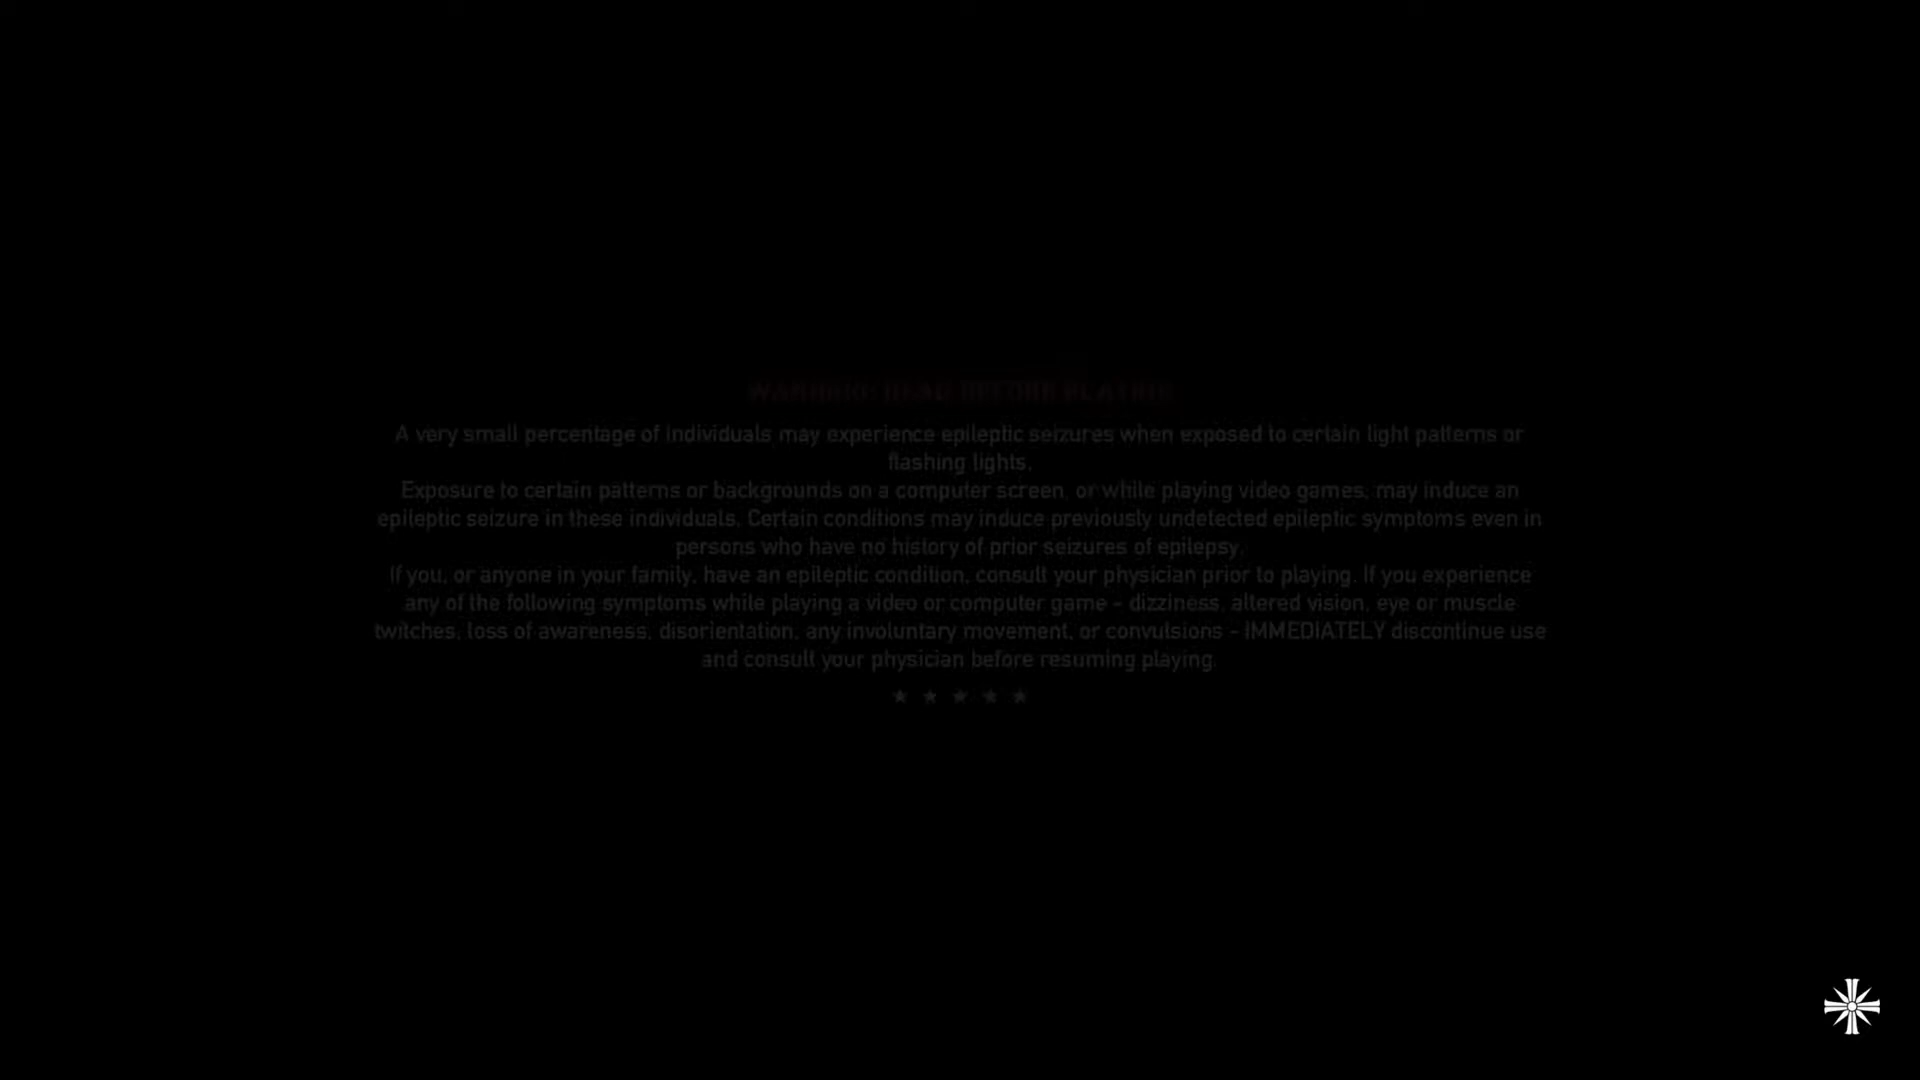 WARNING: READ BEFORE PLAYING
A very small percentage of individuals may experience epileptic seizures when exposed to certain light patterns or
flashing lights.
Exposure to certain patterns or backgrounds on a computer screen, or while playing video games, may induce an
epileptic seizure in these individuals. Certain conditions may induce previously undetected epileptic symptoms even in
persons who have no history of prior seizures of epilepsy.
If you, or anyone in your family, have an epileptic condition, consult your physician prior to playing. If you experience
any of the following symptoms while playing a video or computer game - dizziness, altered vision, eye or muscle
twitches, loss of awareness, disorientation, any involuntary movement, or convulsions - IMMEDIATELY discontinue use
and consult your physician before resuming playing.